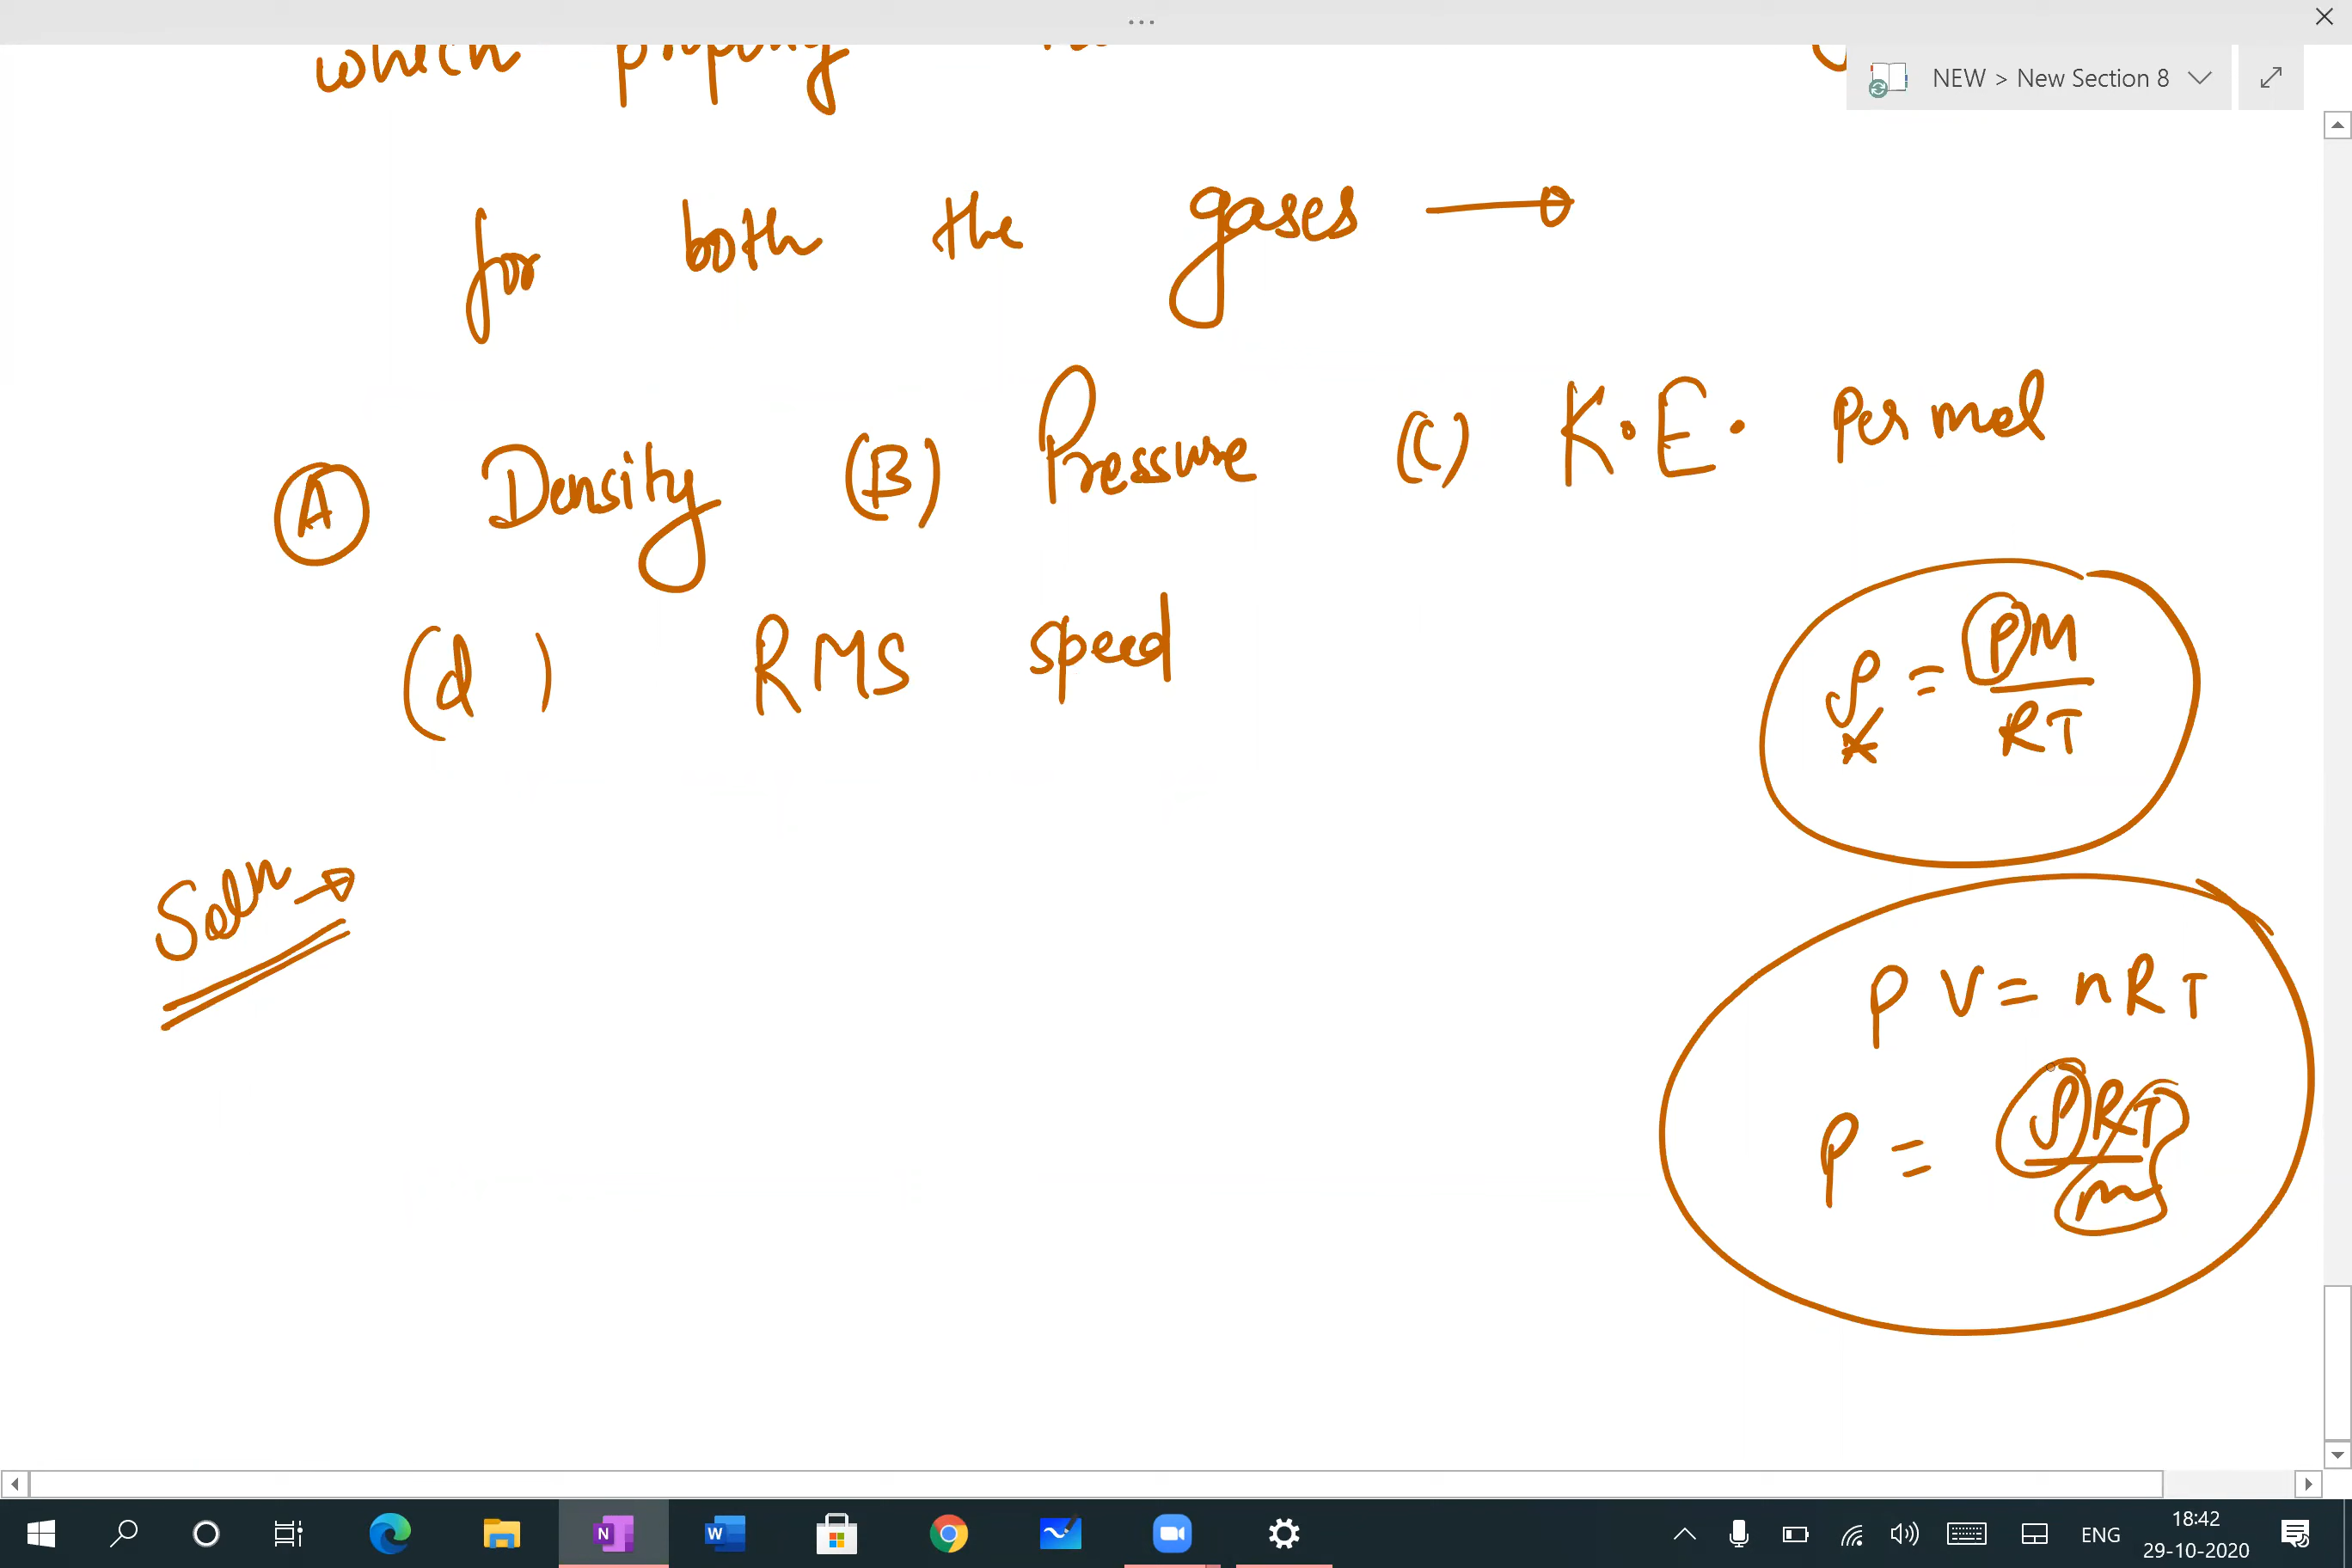 ...
which
NEW > New Section 8
for both the gases →
(A) Density (B) Pressure (C) K.E. Per mol
(d) RMS speed
ρ = PM
RT
Soln →
PV = nRT
P = ρRT
m
ENG
18:42
29-10-2020